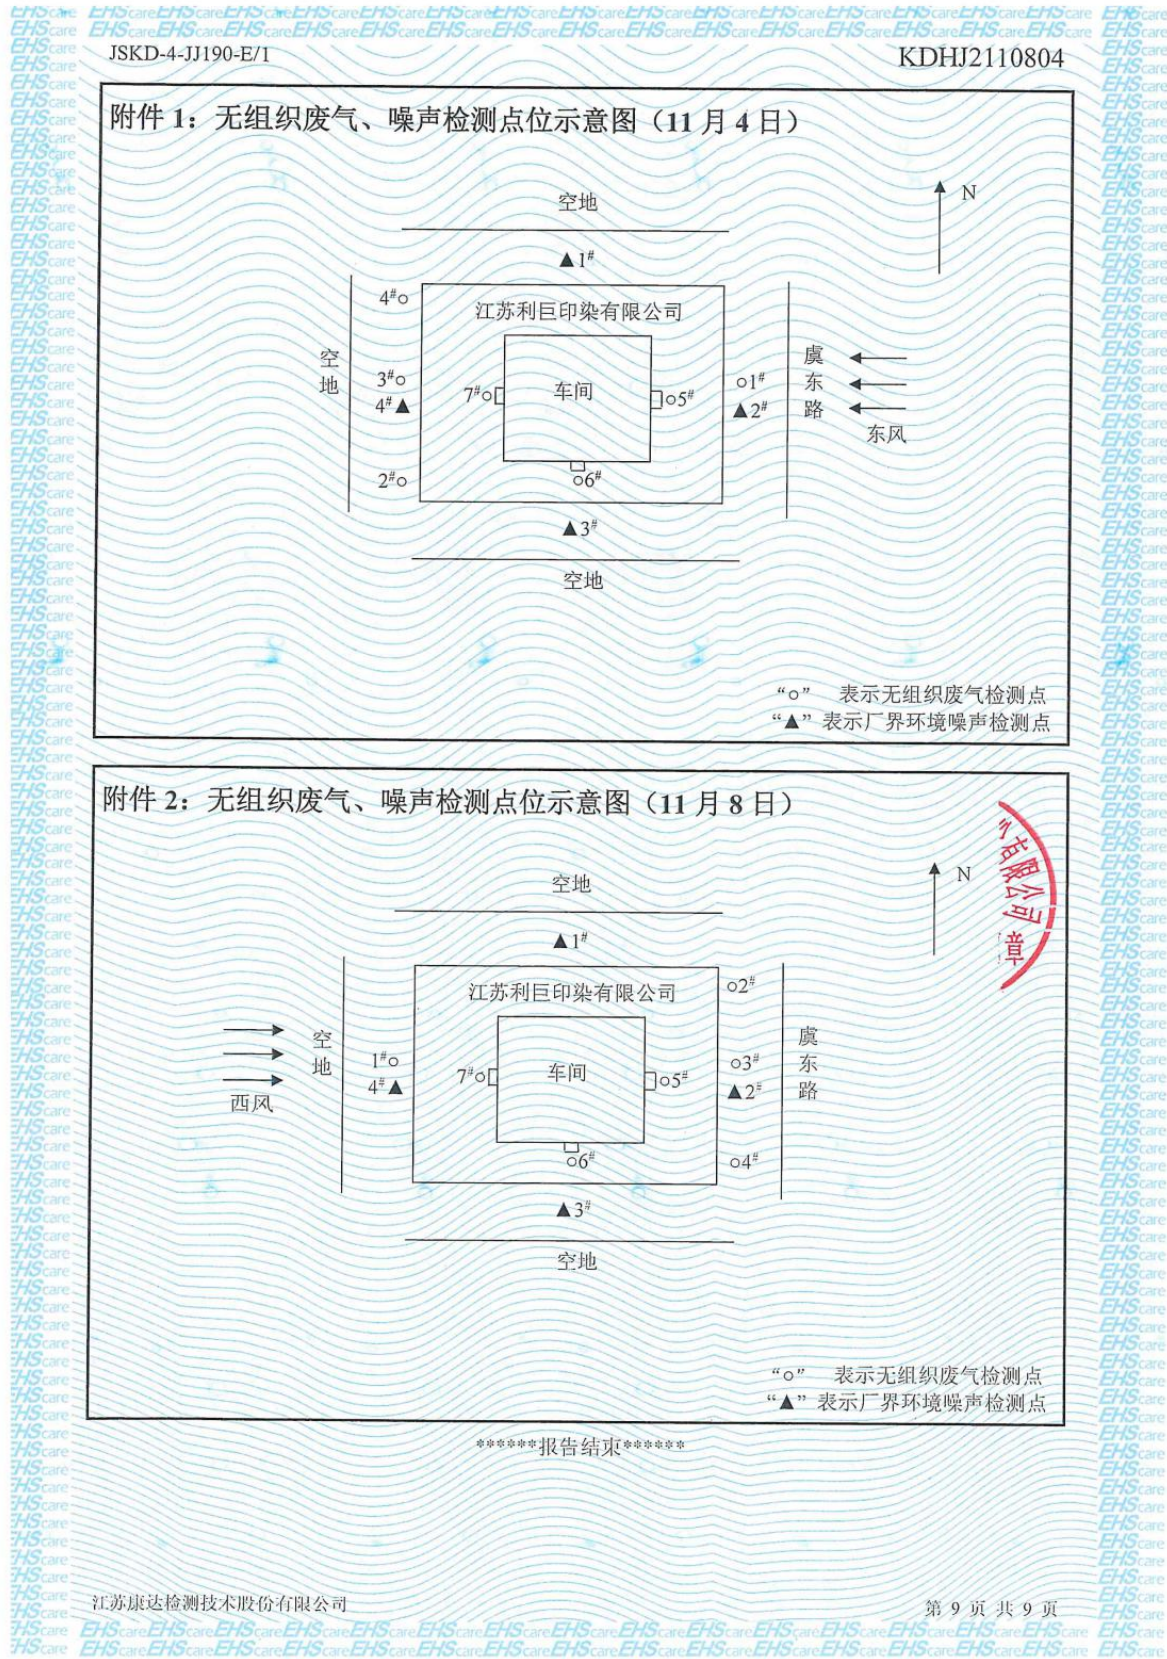 JSKD-4-JJ190-E/1
KDHJ2110804
附件 1：无组织废气、噪声检测点位示意图（11 月 4 日）
空地
N
▲1#
4#○
江苏利巨印染有限公司
空地
3#○
4#▲
7#○
车间
○5#
○1#
▲2#
虞东路
东风
2#○
○6#
▲3#
空地
“○” 表示无组织废气检测点
“▲” 表示厂界环境噪声检测点
附件 2：无组织废气、噪声检测点位示意图（11 月 8 日）
有限公司
章
空地
N
▲1#
江苏利巨印染有限公司
○2#
西风
空地
1#○
4#▲
7#○
车间
○5#
○3#
▲2#
虞东路
○6#
○4#
▲3#
空地
“○” 表示无组织废气检测点
“▲” 表示厂界环境噪声检测点
******报告结束******
江苏康达检测技术股份有限公司
第 9 页 共 9 页
EHScare